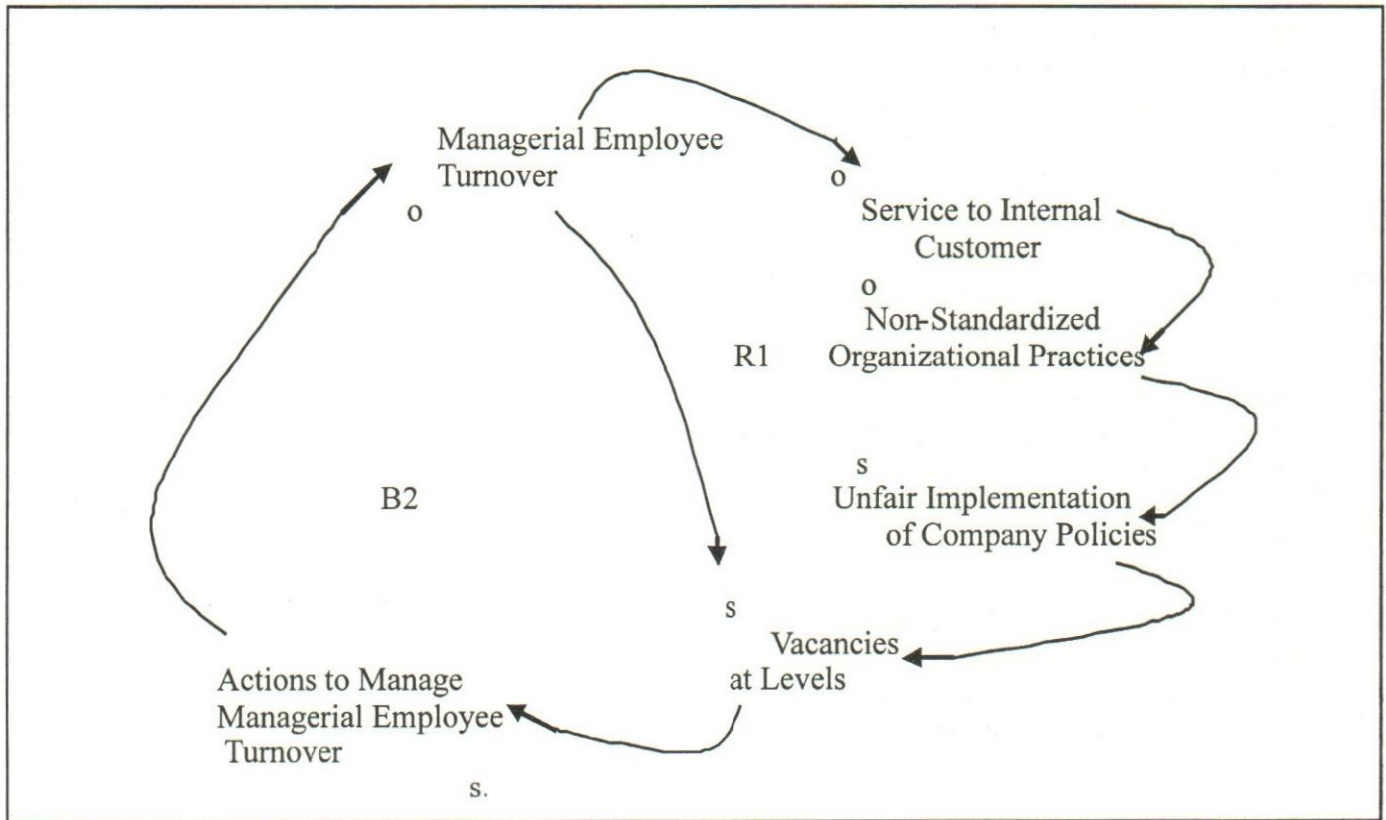 Managerial Employee
Turnover
o
o
Service to Internal
Customer
o
Non-Standardized
R1
Organizational Practices
s
Unfair Implementation
B2
of Company Policies
s
Vacancies
at Levels
Actions to Manage
Managerial Employee
Turnover
s.